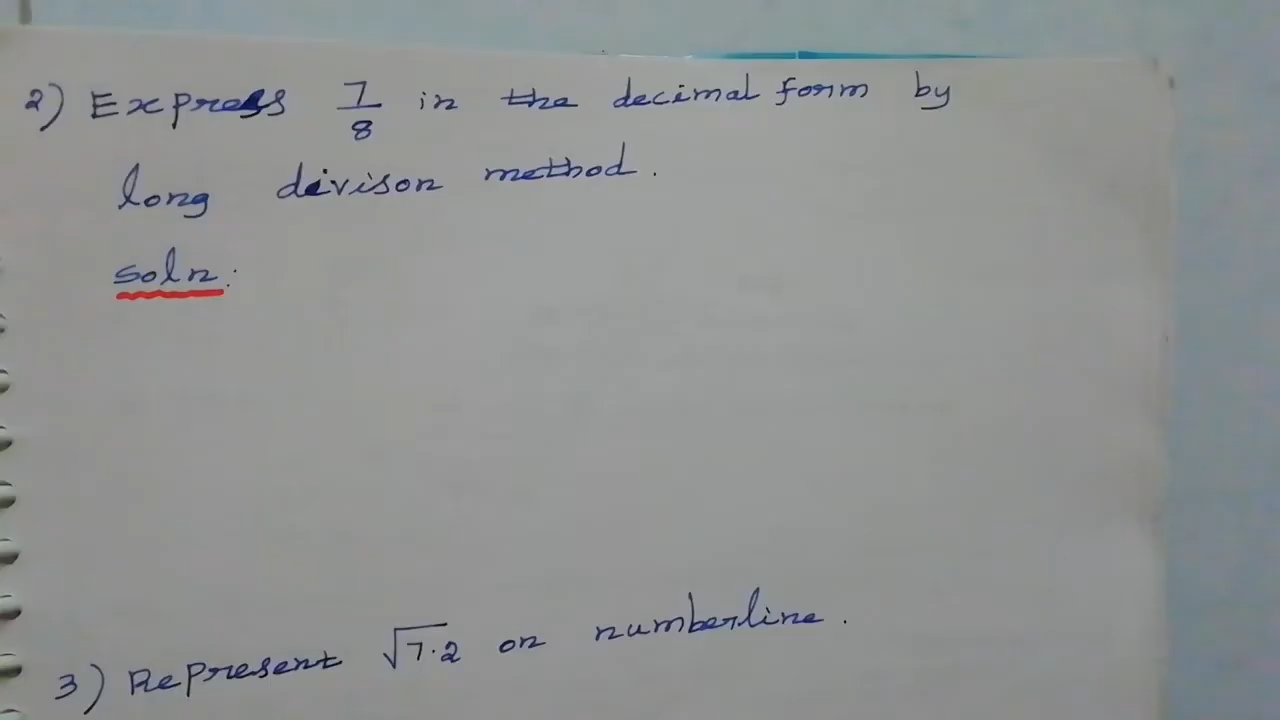 2) Express 7/8 in the decimal form by
long divison method.
soln:
3) Represent √7.2 on numberline.